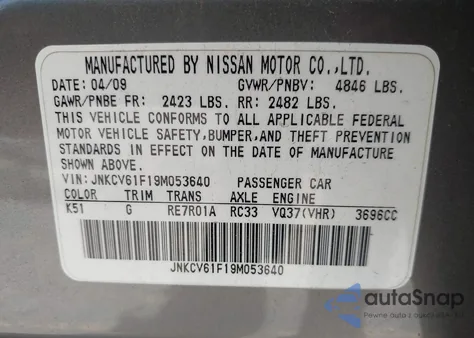 MANUFACTURED BY NISSAN MOTOR CO.,LTD.
DATE: 04/09 GVWR/PNBV: 4846 LBS.
GAWR/PNBE FR: 2423 LBS. RR: 2482 LBS.
THIS VEHICLE CONFORMS TO ALL APPLICABLE FEDERAL
MOTOR VEHICLE SAFETY,BUMPER,AND THEFT PREVENTION
STANDARDS IN EFFECT ON THE DATE OF MANUFACTURE
SHOWN ABOVE.
VIN: JNKCV61F19M053640 PASSENGER CAR
COLOR TRIM TRANS AXLE ENGINE
K51 G RE7R01A RC33 VQ37(VHR) 3696CC
JNKCV61F19M053640
autoSnap